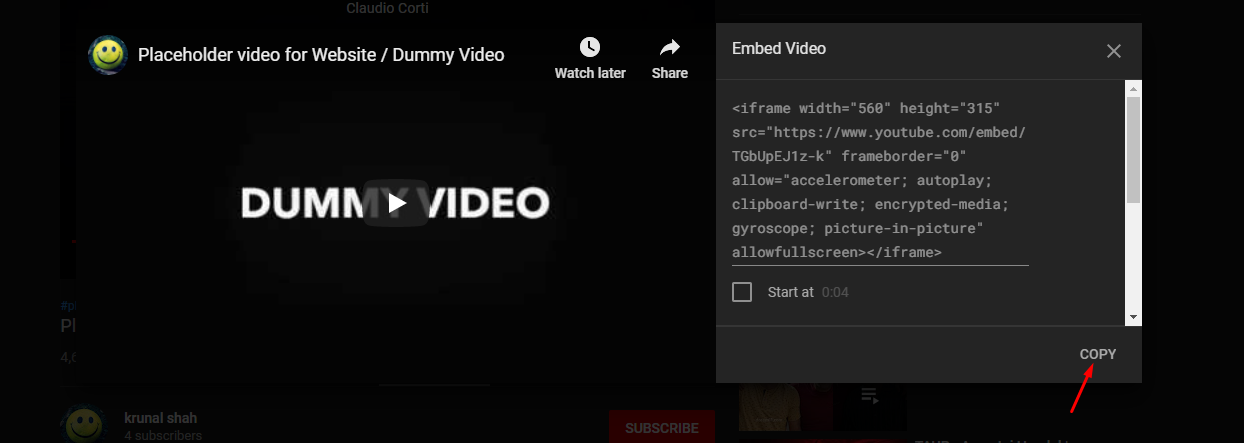 Claudio Corti
Placeholder video for Website / Dummy Video
Watch later
Share
DUMMY VIDEO
Embed Video
<iframe width="560" height="315"
src="https://www.youtube.com/embed/
TGbUpEJ1z-k" frameborder="0"
allow="accelerometer; autoplay;
clipboard-write; encrypted-media;
gyroscope; picture-in-picture"
allowfullscreen></iframe>
Start at 0:04
COPY
#pl
Pl
4,6
krunal shah
4 subscribers
SUBSCRIBE